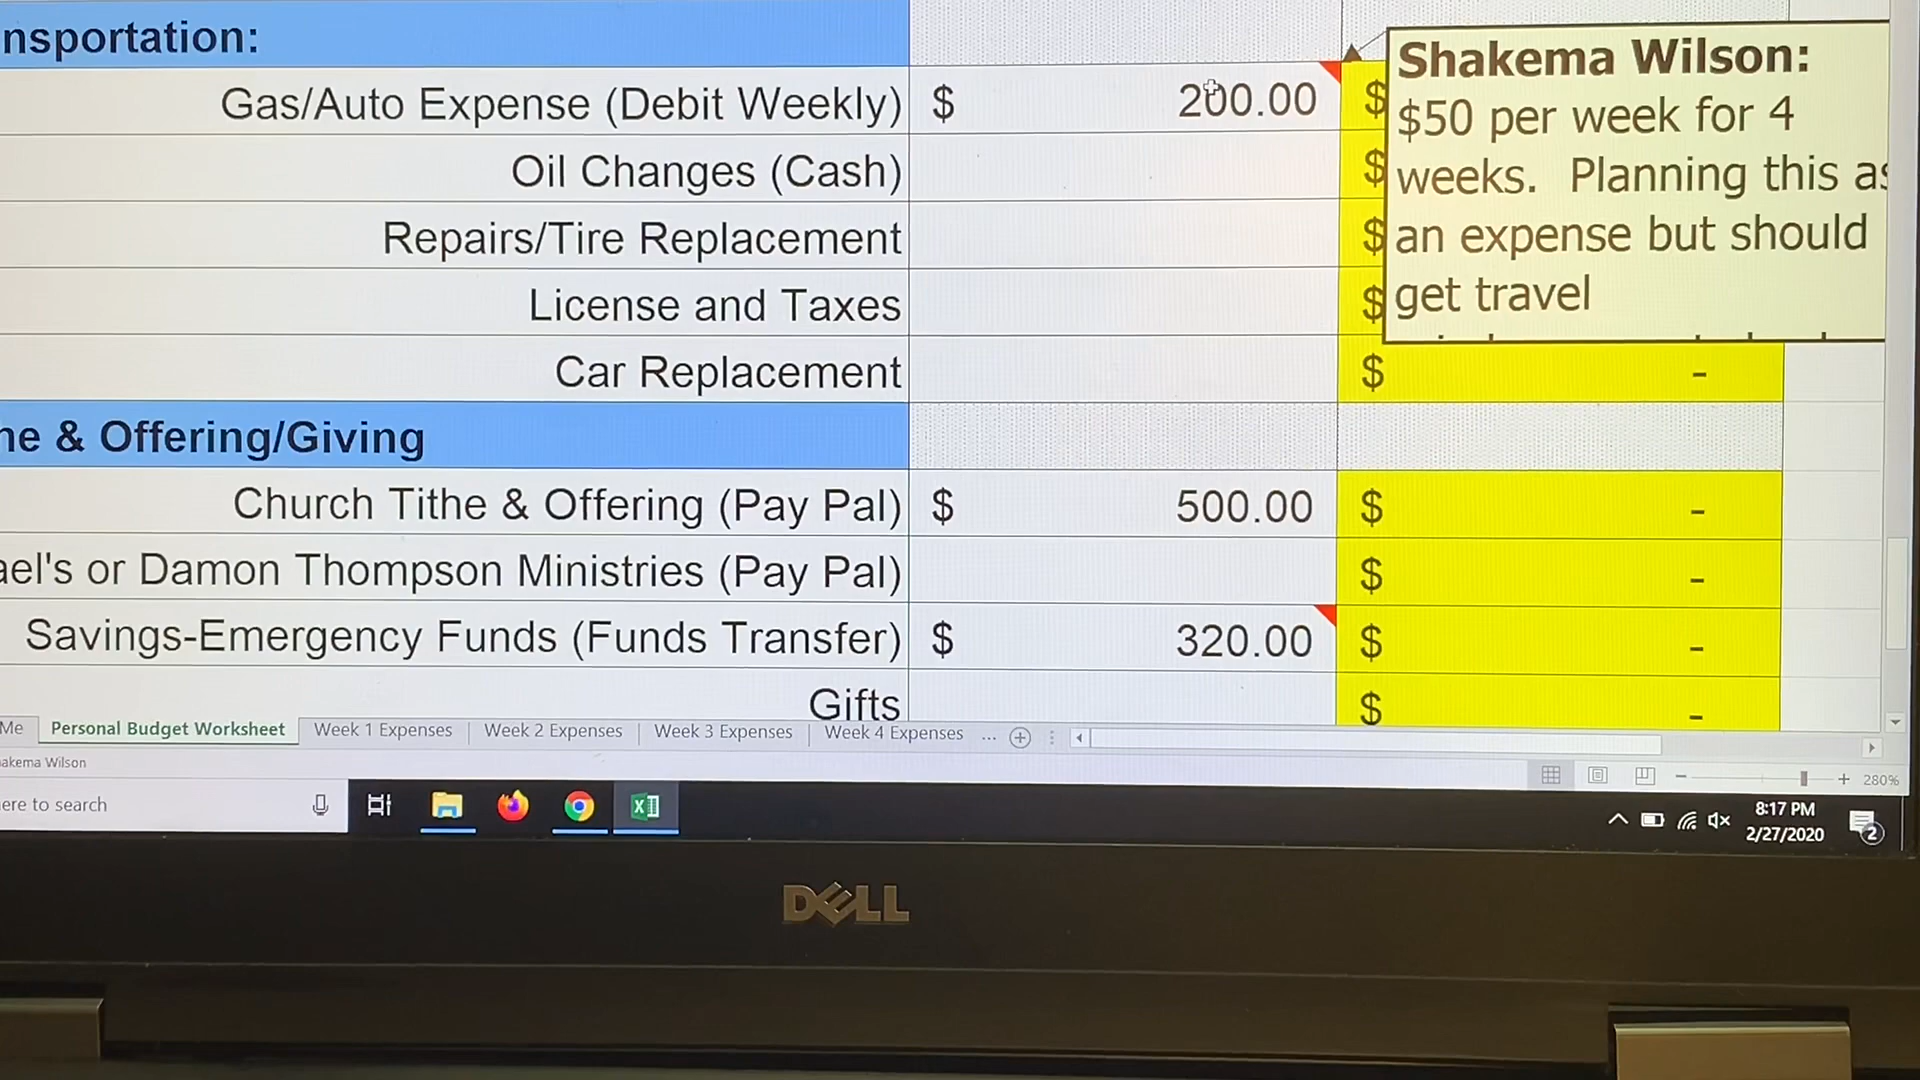 nsportation:
Shakema Wilson:
Gas/Auto Expense (Debit Weekly) $ 200.00 $
$50 per week for 4
Oil Changes (Cash) $
weeks. Planning this as
Repairs/Tire Replacement $
an expense but should
License and Taxes $
get travel
Car Replacement $ -
ne & Offering/Giving
Church Tithe & Offering (Pay Pal) $ 500.00 $ -
ael's or Damon Thompson Ministries (Pay Pal) $ -
Savings-Emergency Funds (Funds Transfer) $ 320.00 $ -
Gifts $ -
Me Personal Budget Worksheet Week 1 Expenses Week 2 Expenses Week 3 Expenses Week 4 Expenses ...
akema Wilson
280%
ere to search
8:17 PM
2/27/2020
2
DELL